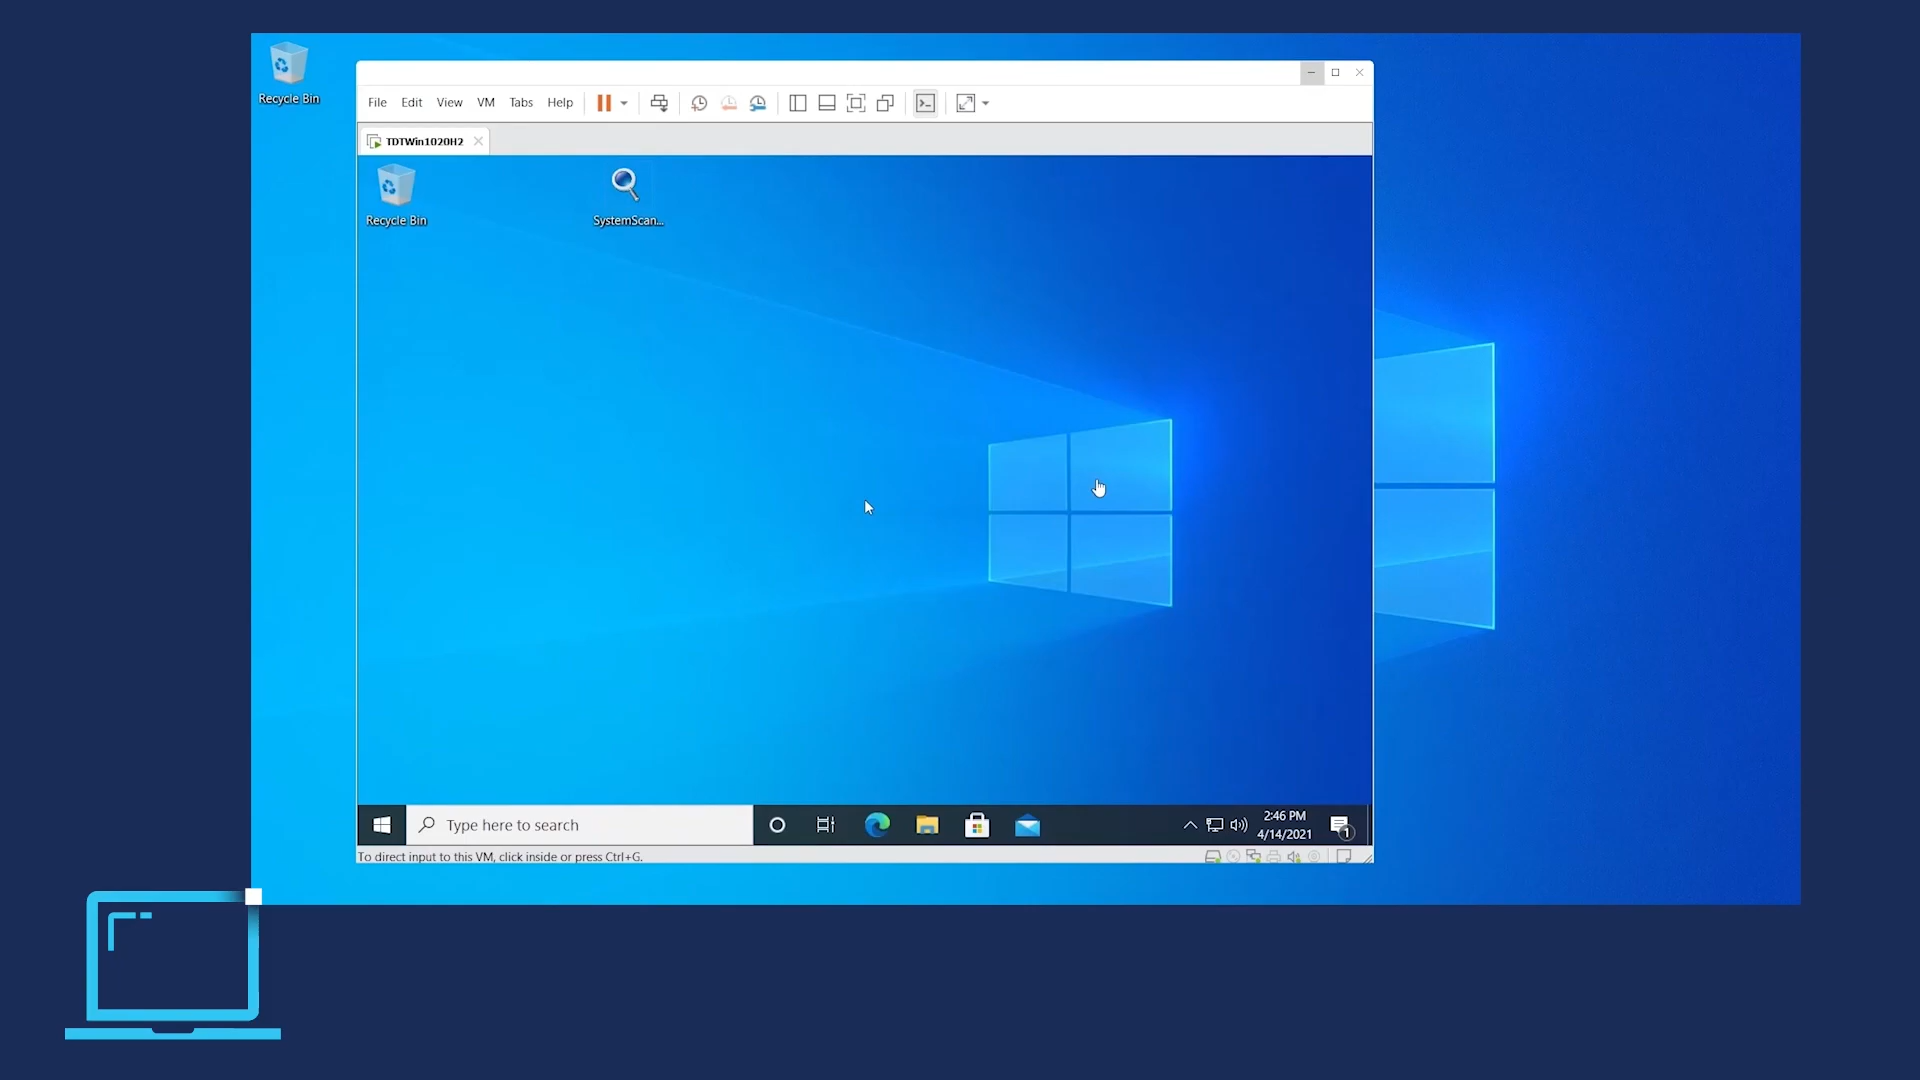 Recycle Bin
File Edit View VM Tabs Help
TDTWin1020H2
Recycle Bin
SystemScan...
Type here to search
2:46 PM
4/14/2021
1
To direct input to this VM, click inside or press Ctrl+G.